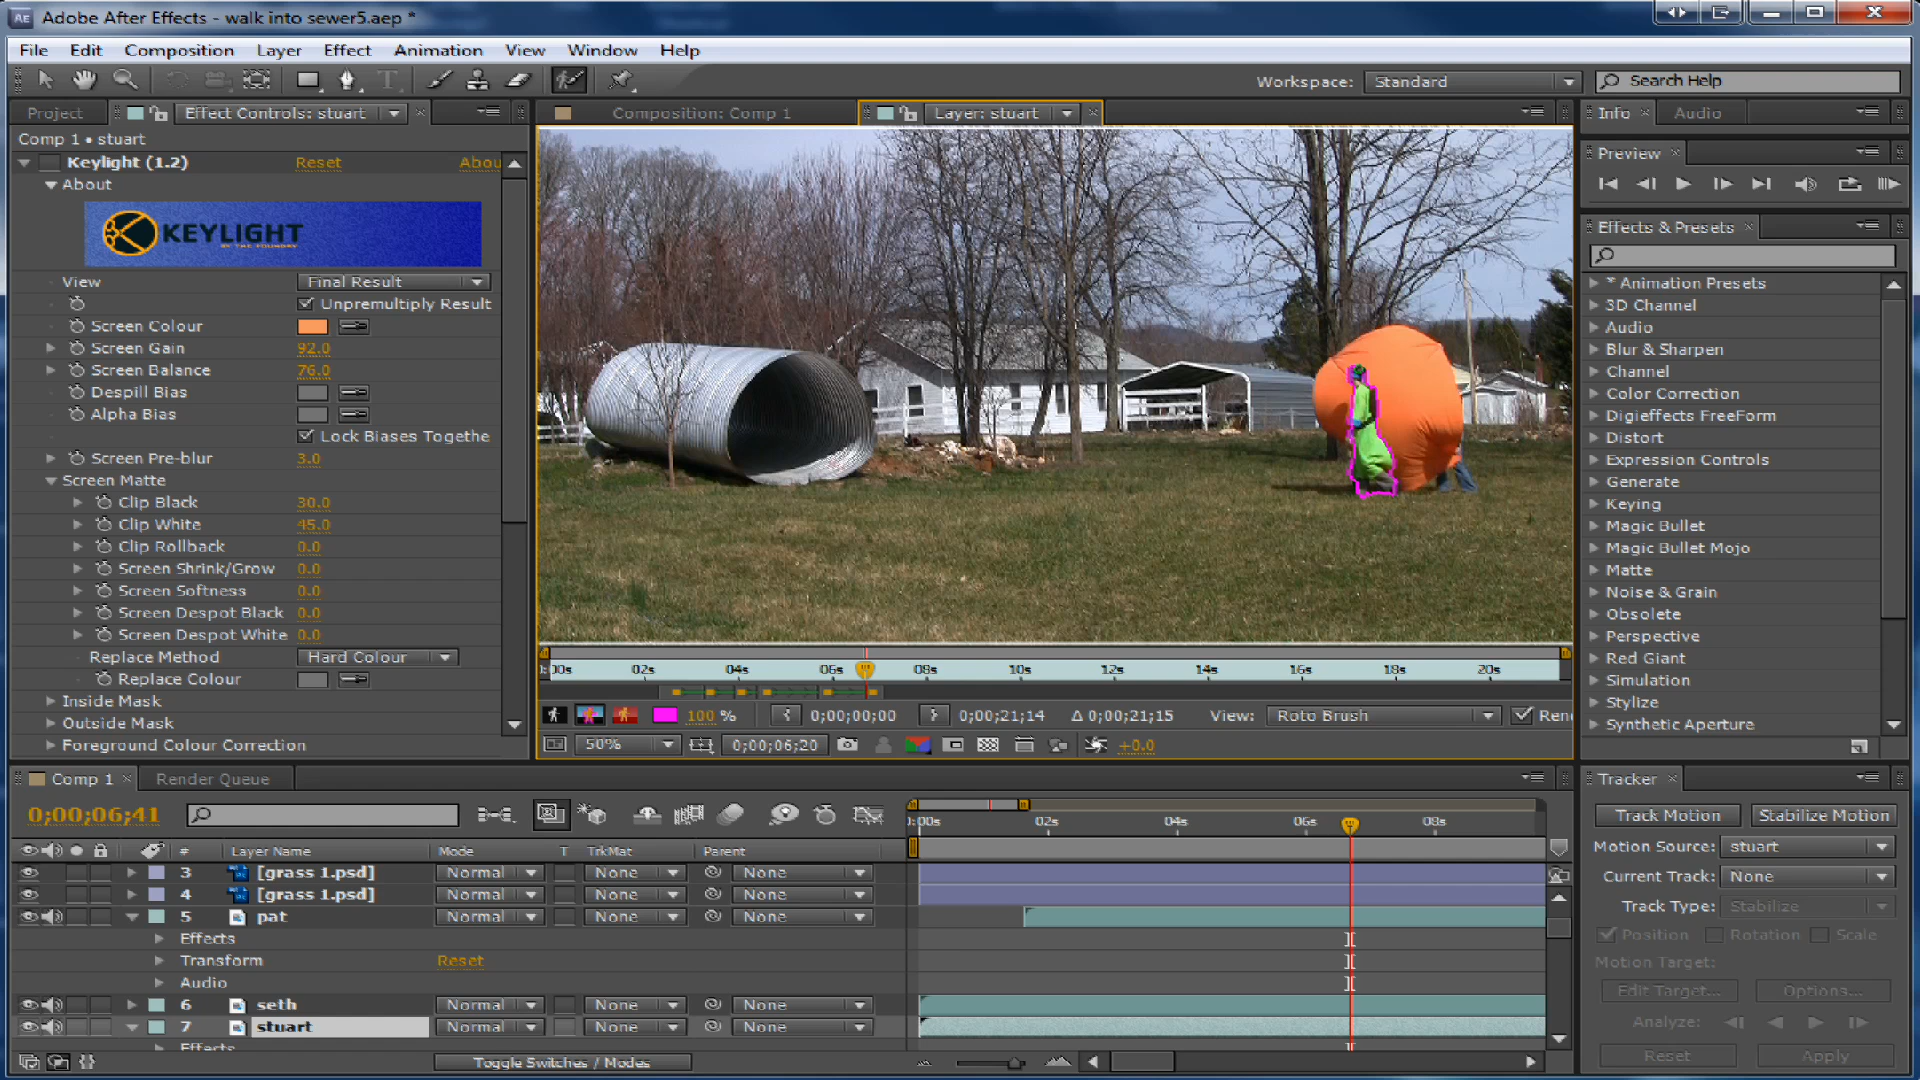 Adobe After Effects - walk into sewer5.aep *
File Edit Composition Layer Effect Animation View Window Help
Workspace: Standard Search Help
Project Effect Controls: stuart Composition: Comp 1 Layer: stuart Info Audio
Comp 1 • stuart
Keylight (1.2) Reset Abou
About
KEYLIGHT
BY THE FOUNDRY
View Final Result
Unpremultiply Result
Screen Colour
Screen Gain 92.0
Screen Balance 76.0
Despill Bias
Alpha Bias
Lock Biases Togethe
Screen Pre-blur 3.0
Screen Matte
Clip Black 30.0
Clip White 45.0
Clip Rollback 0.0
Screen Shrink/Grow 0.0
Screen Softness 0.0
Screen Despot Black 0.0
Screen Despot White 0.0
Replace Method Hard Colour
Replace Colour
Inside Mask
Outside Mask
Foreground Colour Correction
:00s 02s 04s 06s 08s 10s 12s 14s 16s 18s 20s
100 % 0;00;00;00 0;00;21;14 Δ 0;00;21;15 View: Roto Brush Ren
50% 0;00;06;20 +0.0
Preview
Effects & Presets
* Animation Presets
3D Channel
Audio
Blur & Sharpen
Channel
Color Correction
Digieffects FreeForm
Distort
Expression Controls
Generate
Keying
Magic Bullet
Magic Bullet Mojo
Matte
Noise & Grain
Obsolete
Perspective
Red Giant
Simulation
Stylize
Synthetic Aperture
Comp 1 Render Queue
0;00;06;41
):00s 02s 04s 06s 08s
# Layer Name Mode T TrkMat Parent
3 [grass 1.psd] Normal None None
4 [grass 1.psd] Normal None None
5 pat Normal None None
Effects
Transform Reset
Audio
6 seth Normal None None
7 stuart Normal None None
Effects
Toggle Switches / Modes
Tracker
Track Motion Stabilize Motion
Motion Source: stuart
Current Track: None
Track Type: Stabilize
Position Rotation Scale
Motion Target:
Edit Target... Options...
Analyze:
Reset Apply